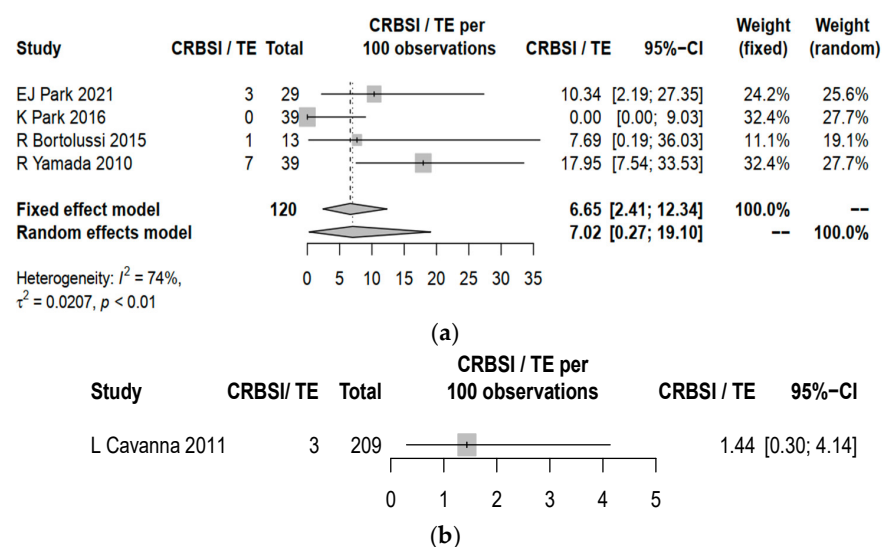 CRBSI / TE per Weight Weight
Study CRBSI / TE Total 100 observations CRBSI / TE 95%−CI (fixed) (random)
EJ Park 2021 3 29 10.34 [2.19; 27.35] 24.2% 25.6%
K Park 2016 0 39 0.00 [0.00; 9.03] 32.4% 27.7%
R Bortolussi 2015 1 13 7.69 [0.19; 36.03] 11.1% 19.1%
R Yamada 2010 7 39 17.95 [7.54; 33.53] 32.4% 27.7%
Fixed effect model 120 6.65 [2.41; 12.34] 100.0% −−
Random effects model 7.02 [0.27; 19.10] −− 100.0%
Heterogeneity: I² = 74%,
τ² = 0.0207, p < 0.01
0 5 10 15 20 25 30 35
(a)
CRBSI / TE per
Study CRBSI/ TE Total 100 observations CRBSI / TE 95%−CI
L Cavanna 2011 3 209 1.44 [0.30; 4.14]
0 1 2 3 4 5
(b)